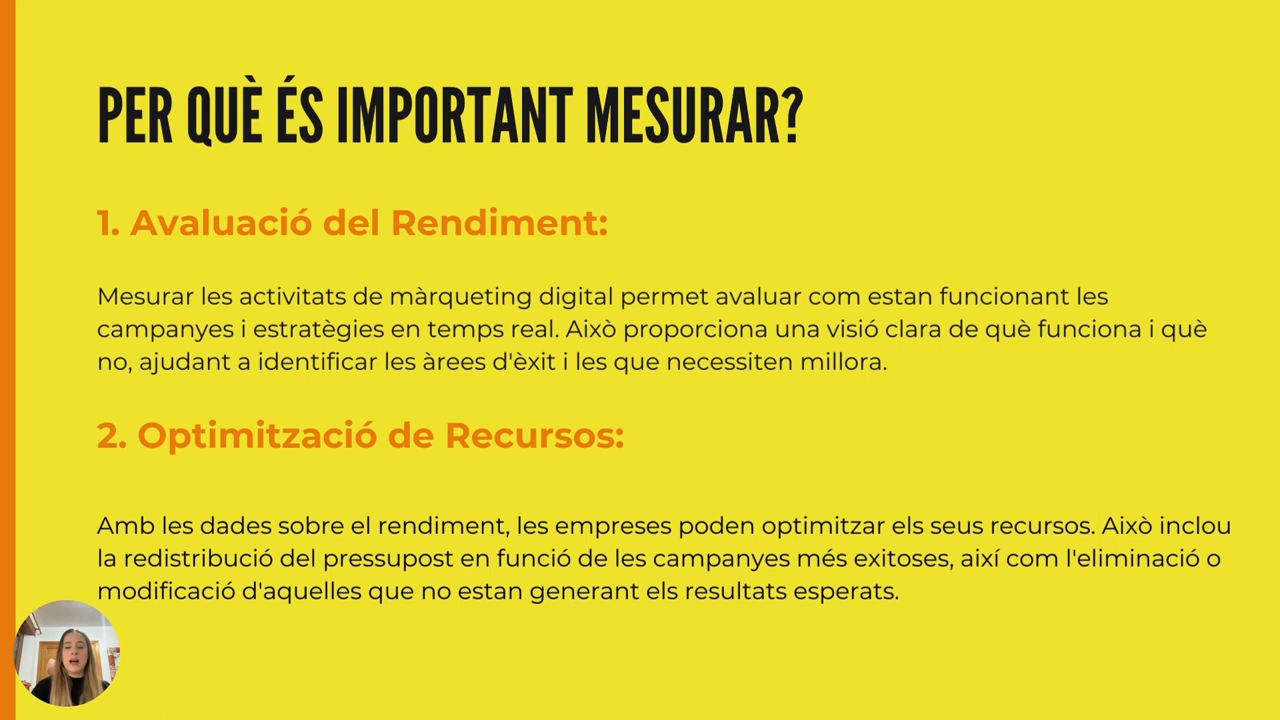 PER QUÈ ÉS IMPORTANT MESURAR?
1. Avaluació del Rendiment:
Mesurar les activitats de màrqueting digital permet avaluar com estan funcionant les
campanyes i estratègies en temps real. Això proporciona una visió clara de què funciona i què
no, ajudant a identificar les àrees d'èxit i les que necessiten millora.
2. Optimització de Recursos:
Amb les dades sobre el rendiment, les empreses poden optimitzar els seus recursos. Això inclou
la redistribució del pressupost en funció de les campanyes més exitoses, així com l'eliminació o
modificació d'aquelles que no estan generant els resultats esperats.